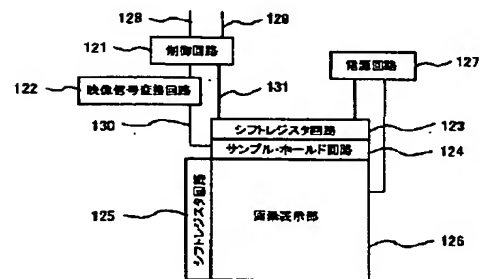 128
129
121
制御回路
電源回路
127
122
映像信号変換回路
131
130
シフトレジスタ回路
123
サンプル・ホールド回路
124
125
シフトレジスタ回路
画像表示部
126